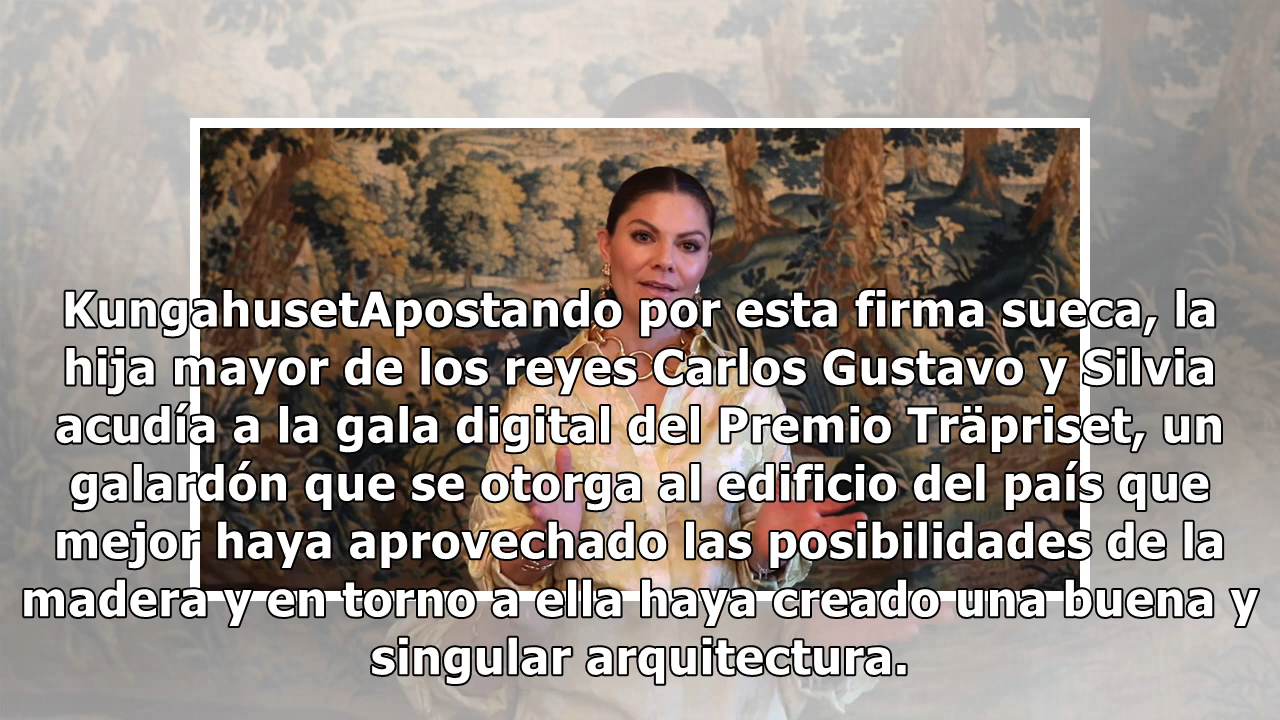 KungahusetApostando por esta firma sueca, la
hija mayor de los reyes Carlos Gustavo y Silvia
acudía a la gala digital del Premio Träpriset, un
galardón que se otorga al edificio del país que
mejor haya aprovechado las posibilidades de la
madera y en torno a ella haya creado una buena y
singular arquitectura.